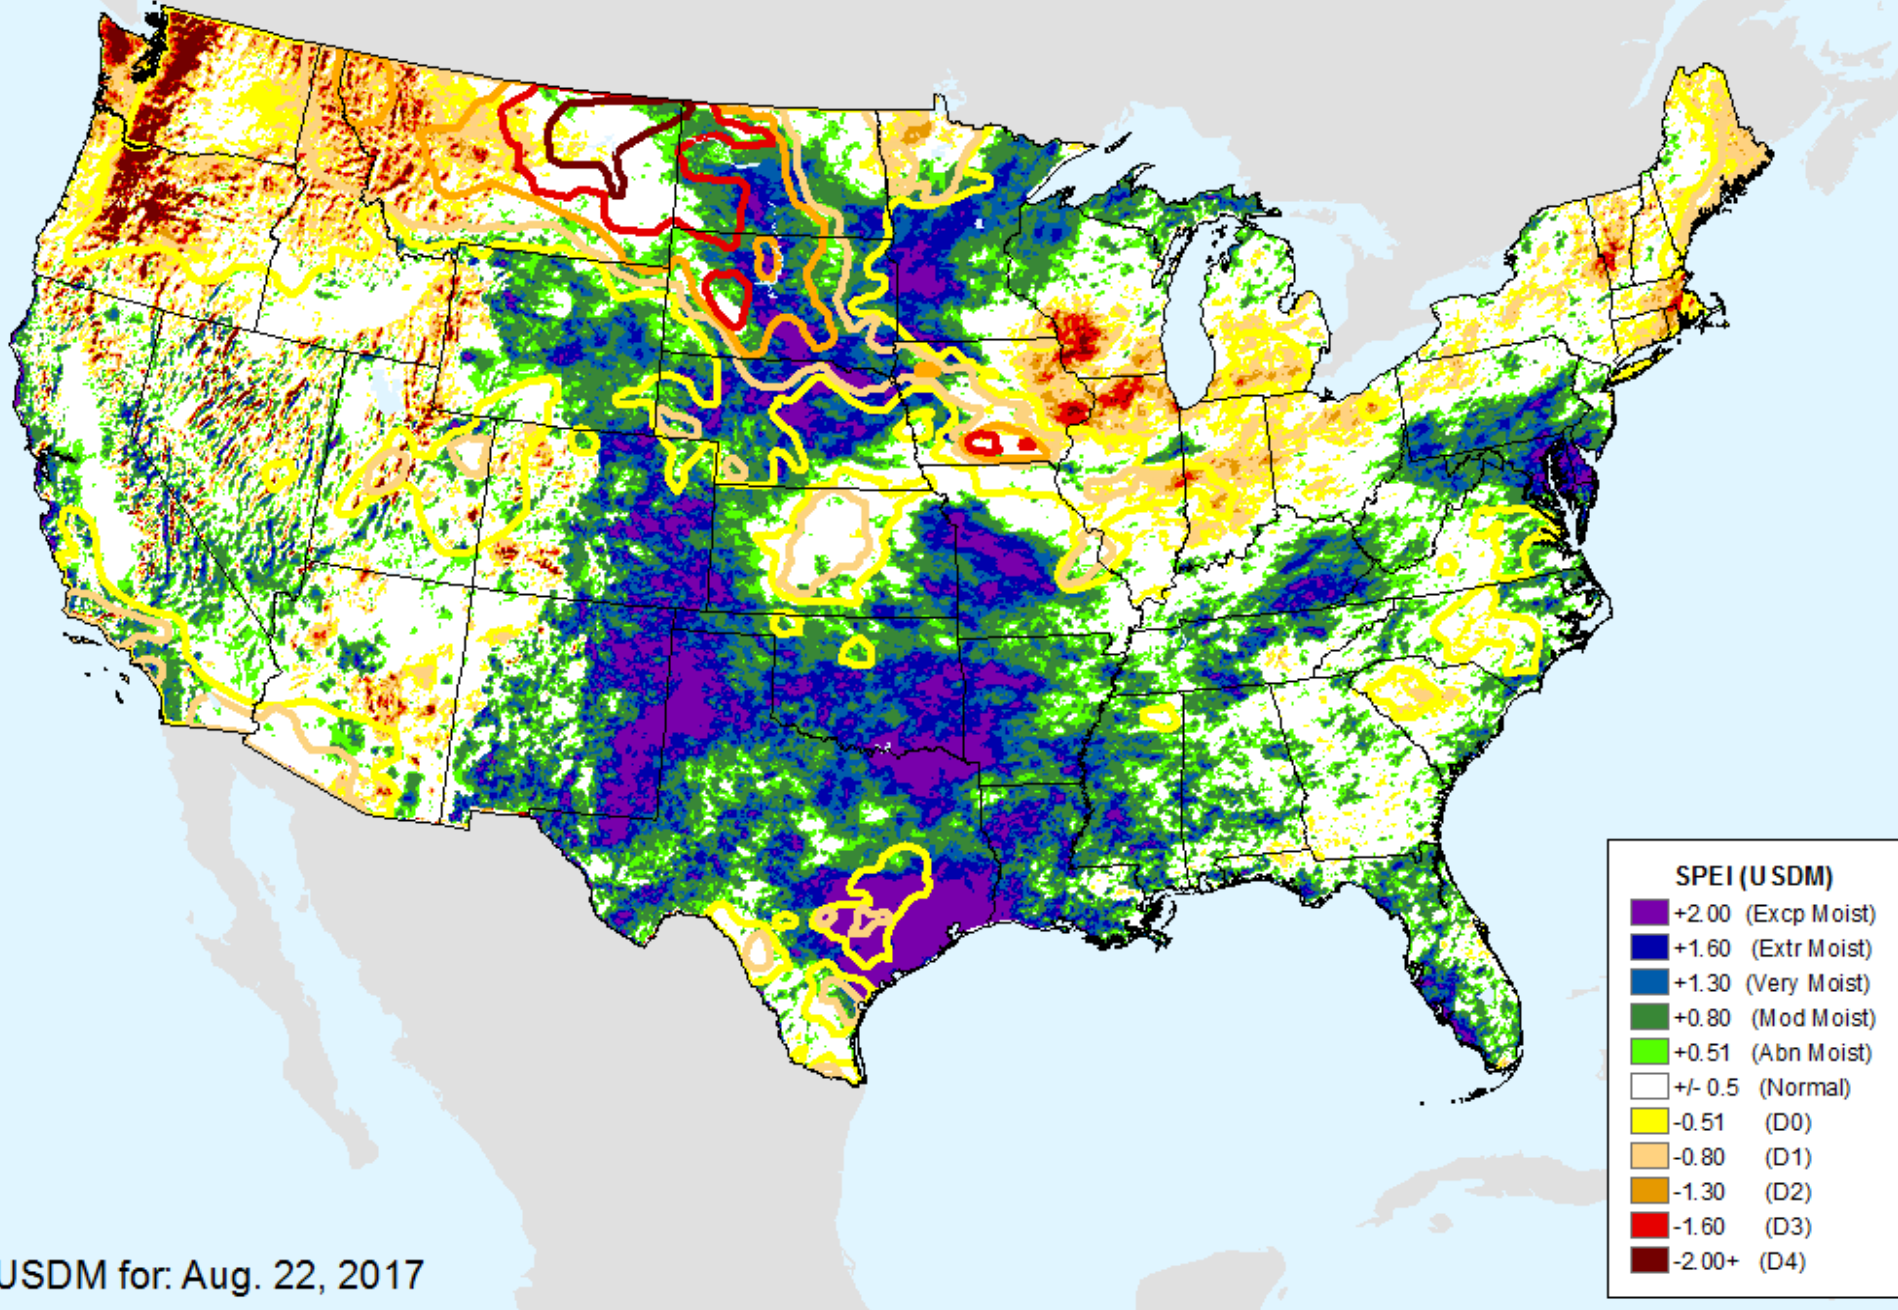 SPEI (USDM)
+2.00 (Excp Moist)
+1.60 (Extr Moist)
+1.30 (Very Moist)
+0.80 (Mod Moist)
+0.51 (Abn Moist)
+/- 0.5 (Normal)
-0.51 (D0)
-0.80 (D1)
-1.30 (D2)
-1.60 (D3)
-2.00+ (D4)
USDM for: Aug. 22, 2017